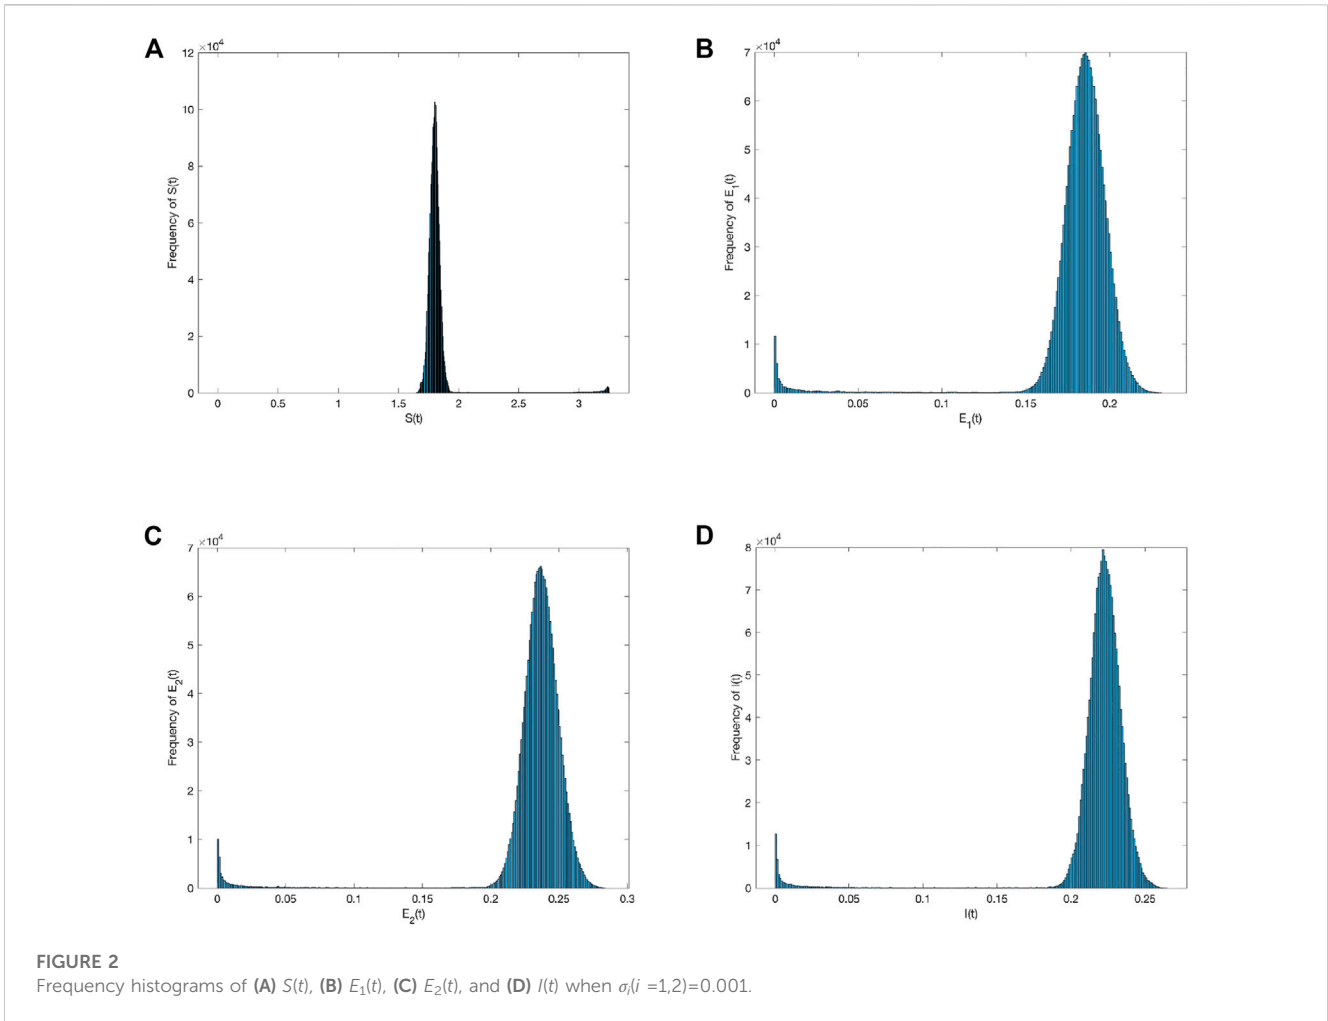 A
×10⁴
12
10
8
6
4
2
0
Frequency of S(t)
0 0.5 1 1.5 2 2.5 3
S(t)
B
×10⁴
7
6
5
4
3
2
1
0
Frequency of E₁(t)
0 0.05 0.1 0.15 0.2
E₁(t)
C
×10⁴
7
6
5
4
3
2
1
0
Frequency of E₂(t)
0 0.05 0.1 0.15 0.2 0.25 0.3
E₂(t)
D
×10⁴
8
7
6
5
4
3
2
1
0
Frequency of I(t)
0 0.05 0.1 0.15 0.2 0.25
I(t)
FIGURE 2
Frequency histograms of (A) S(t), (B) E₁(t), (C) E₂(t), and (D) I(t) when σᵢ(i =1,2)=0.001.